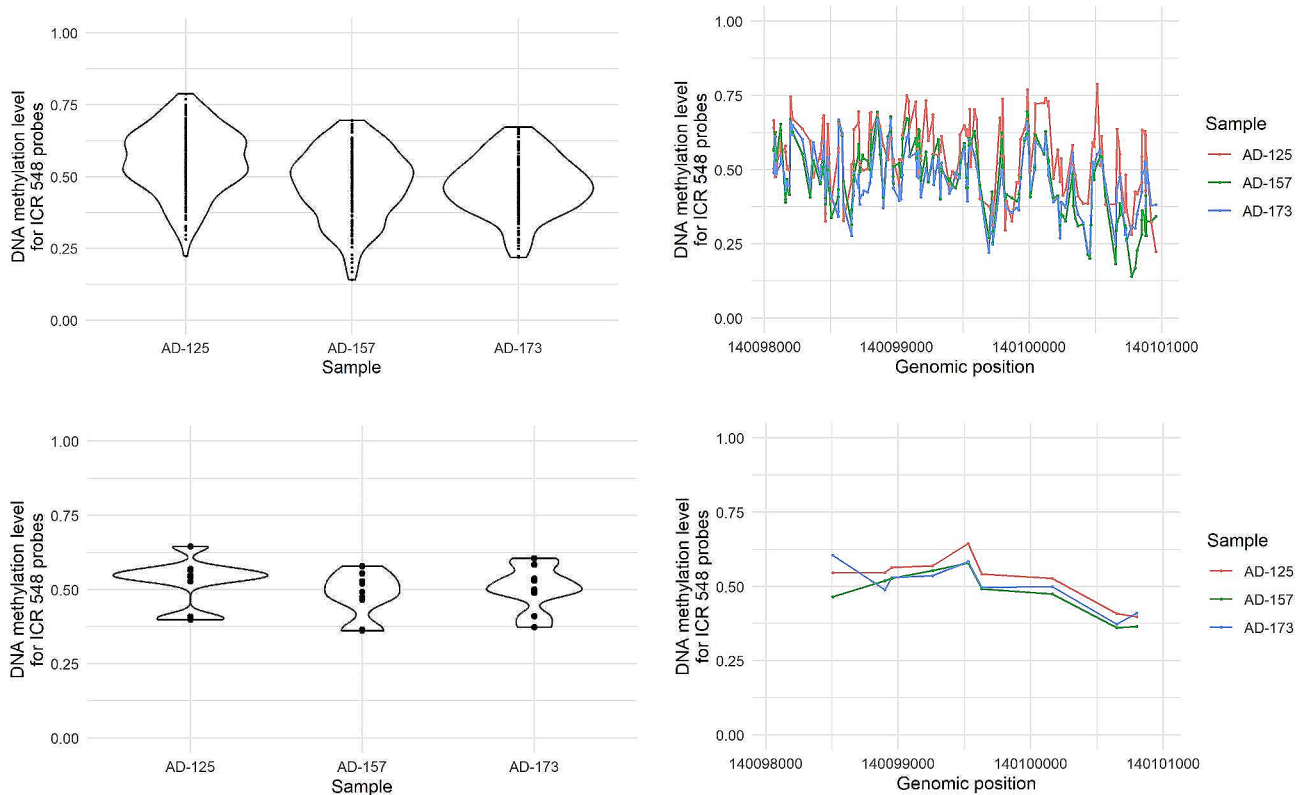 DNA methylation level
for ICR 548 probes
1.00
0.75
0.50
0.25
0.00
AD-125
AD-157
AD-173
Sample
DNA methylation level
for ICR 548 probes
1.00
0.75
0.50
0.25
0.00
140098000
140099000
140100000
140101000
Genomic position
Sample
AD-125
AD-157
AD-173
DNA methylation level
for ICR 548 probes
1.00
0.75
0.50
0.25
0.00
AD-125
AD-157
AD-173
Sample
DNA methylation level
for ICR 548 probes
1.00
0.75
0.50
0.25
0.00
140098000
140099000
140100000
140101000
Genomic position
Sample
AD-125
AD-157
AD-173